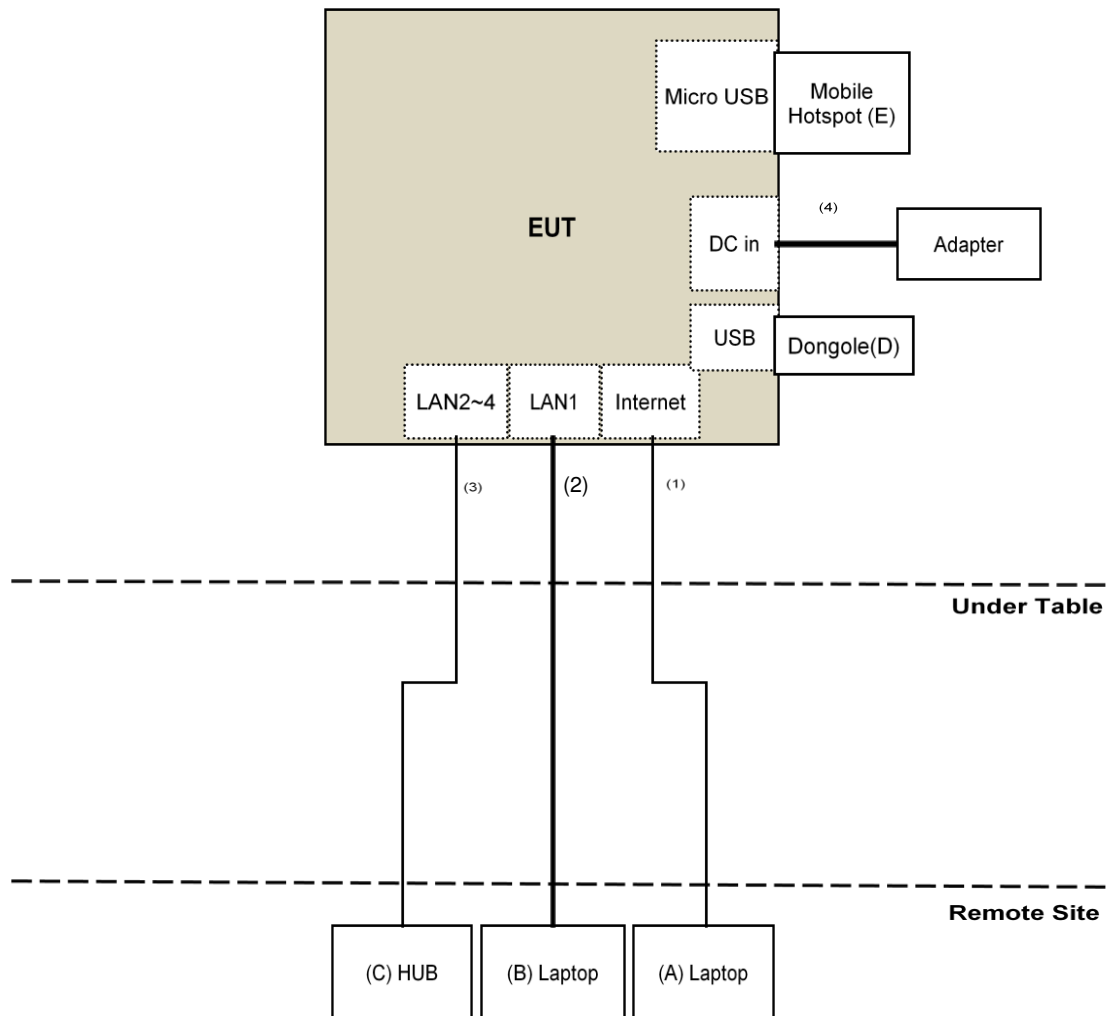 Micro USB
Mobile
Hotspot (E)
(4)
EUT
DC in
Adapter
USB
Dongole(D)
LAN2~4
LAN1
Internet
(3)
(2)
(1)
Under Table
Remote Site
(C) HUB
(B) Laptop
(A) Laptop